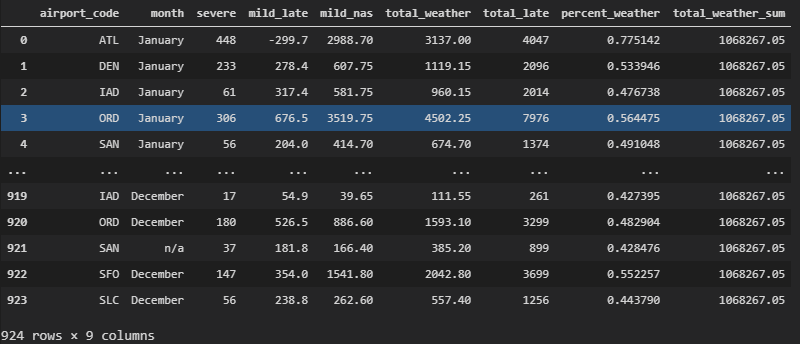 airport_code month severe mild_late mild_nas total_weather total_late percent_weather total_weather_sum
0 ATL January 448 -299.7 2988.70 3137.00 4047 0.775142 1068267.05
1 DEN January 233 278.4 607.75 1119.15 2096 0.533946 1068267.05
2 IAD January 61 317.4 581.75 960.15 2014 0.476738 1068267.05
3 ORD January 306 676.5 3519.75 4502.25 7976 0.564475 1068267.05
4 SAN January 56 204.0 414.70 674.70 1374 0.491048 1068267.05
... ... ... ... ... ... ... ... ... ...
919 IAD December 17 54.9 39.65 111.55 261 0.427395 1068267.05
920 ORD December 180 526.5 886.60 1593.10 3299 0.482904 1068267.05
921 SAN n/a 37 181.8 166.40 385.20 899 0.428476 1068267.05
922 SFO December 147 354.0 1541.80 2042.80 3699 0.552257 1068267.05
923 SLC December 56 238.8 262.60 557.40 1256 0.443790 1068267.05
924 rows × 9 columns